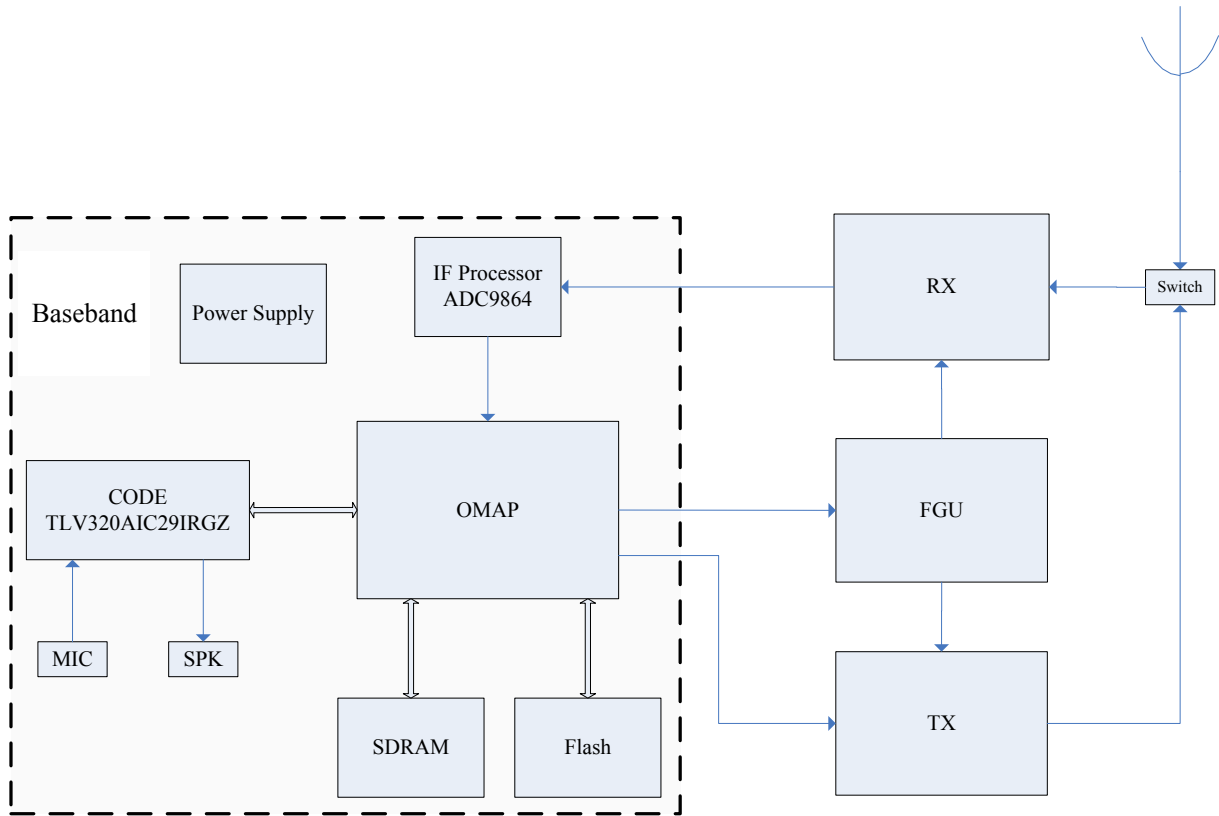 Baseband
Power Supply
IF Processor
ADC9864
RX
Switch
CODE
TLV320AIC29IRGZ
OMAP
FGU
MIC
SPK
SDRAM
Flash
TX